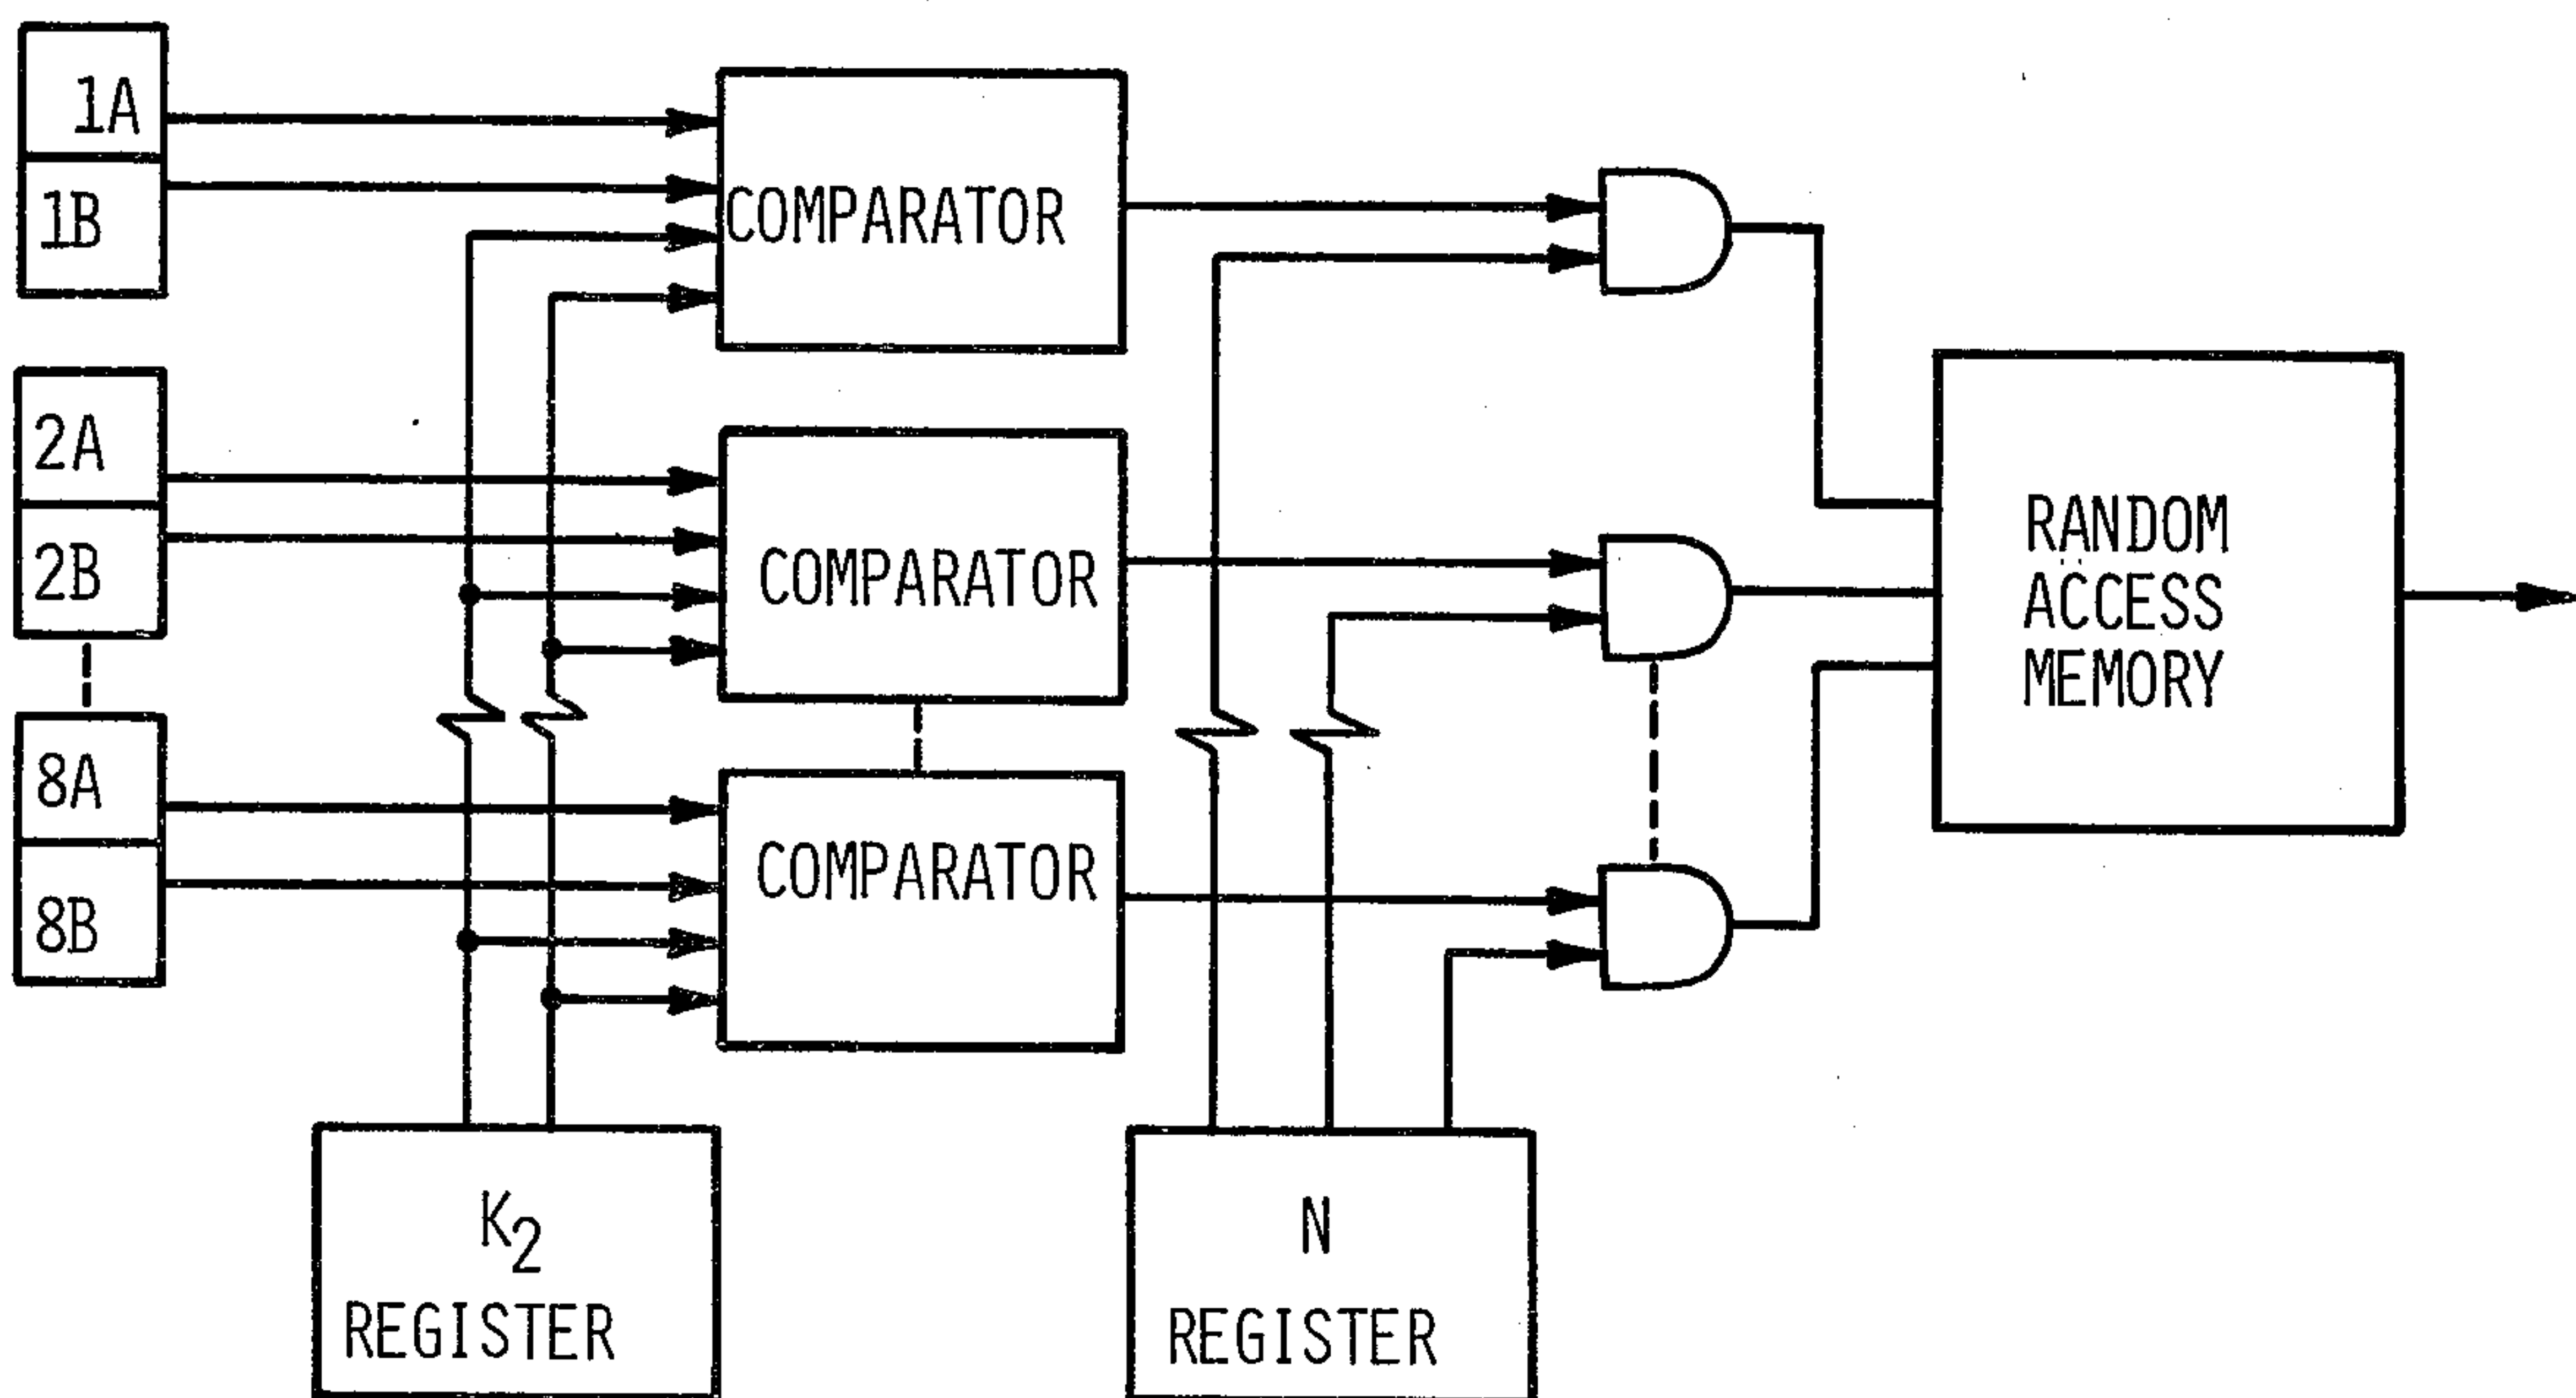 1A
1B
COMPARATOR
2A
2B
COMPARATOR
RANDOM
ACCESS
MEMORY
8A
8B
COMPARATOR
K2
REGISTER
N
REGISTER